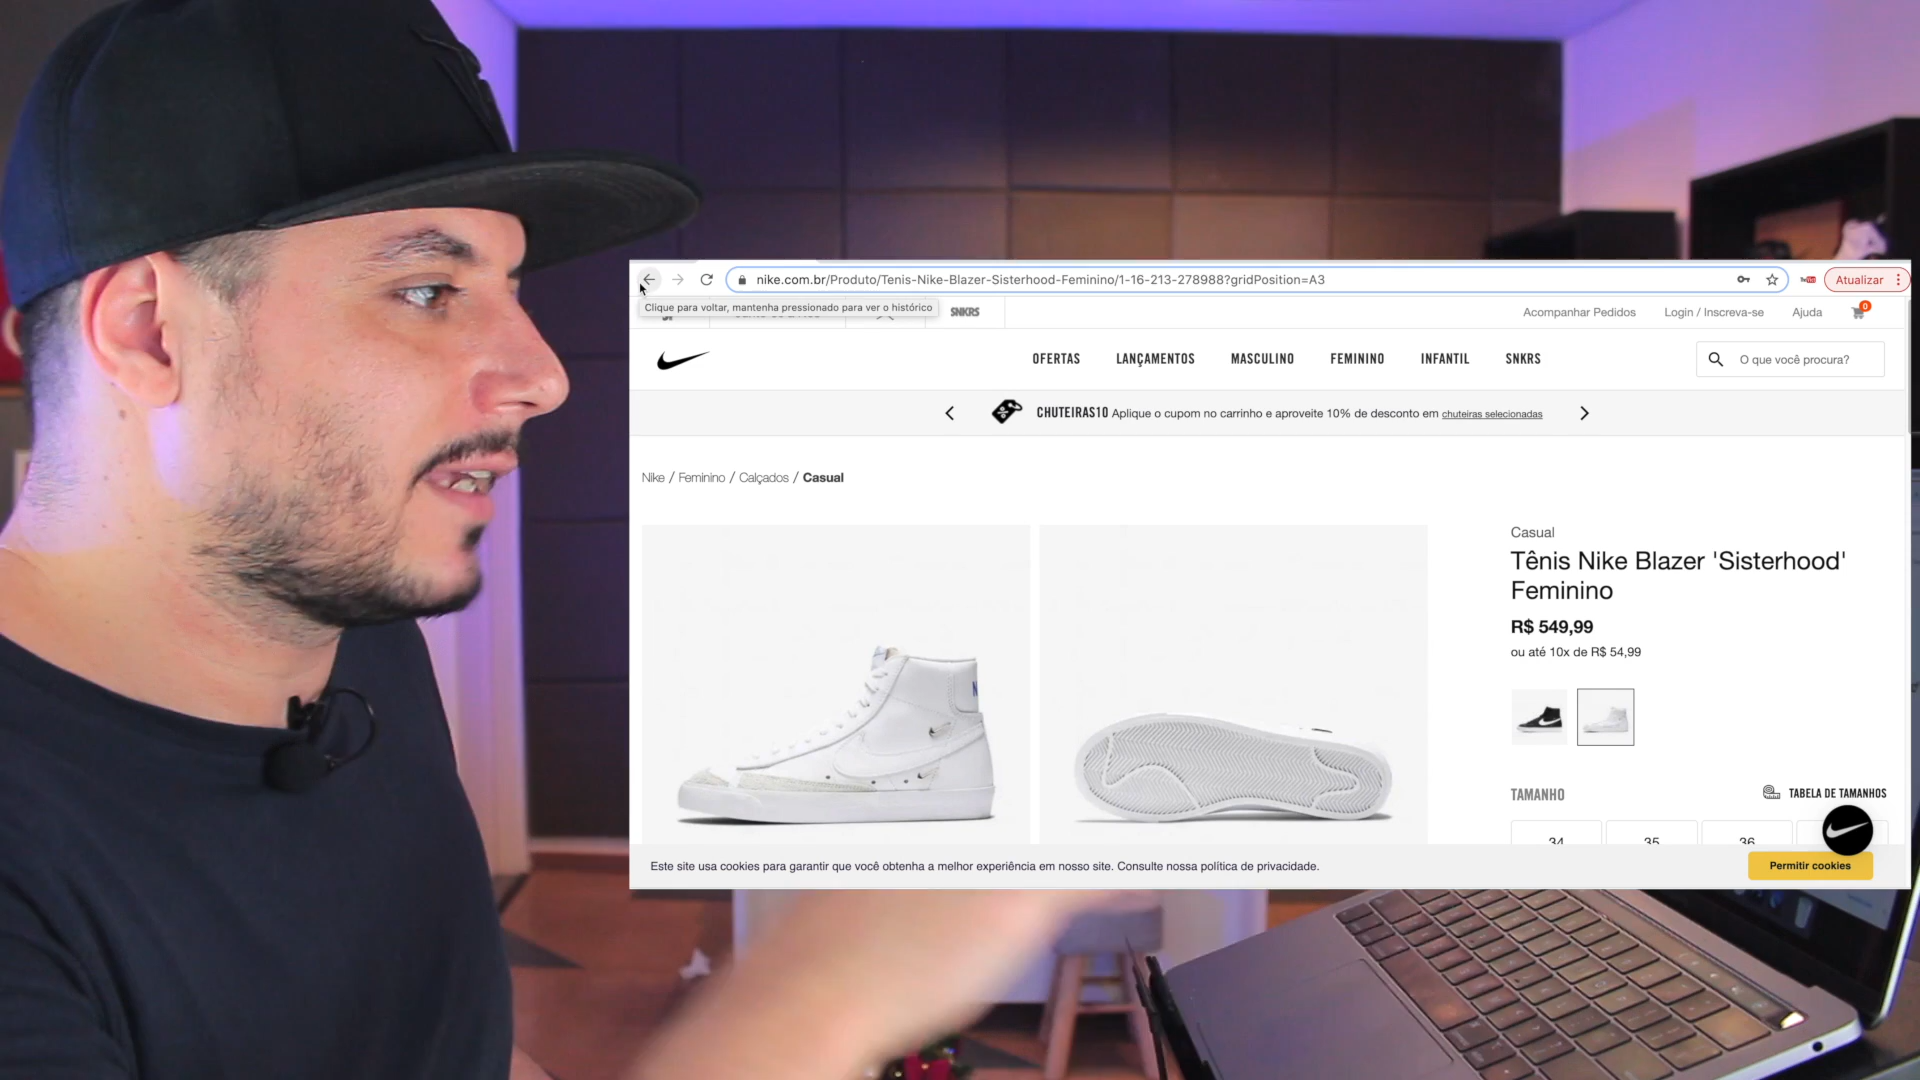 nike.com.br/Produto/Tenis-Nike-Blazer-Sisterhood-Feminino/1-16-213-278988?gridPosition=A3
Atualizar
Clique para voltar, mantenha pressionado para ver o histórico
SNKRS
Acompanhar Pedidos
Login / Inscreva-se
Ajuda
0
OFERTAS
LANÇAMENTOS
MASCULINO
FEMININO
INFANTIL
SNKRS
O que você procura?
CHUTEIRAS10 Aplique o cupom no carrinho e aproveite 10% de desconto em chuteiras selecionadas
Nike / Feminino / Calçados / Casual
Casual
Tênis Nike Blazer 'Sisterhood'
Feminino
R$ 549,99
ou até 10x de R$ 54,99
TAMANHO
TABELA DE TAMANHOS
34
35
36
Este site usa cookies para garantir que você obtenha a melhor experiência em nosso site. Consulte nossa política de privacidade.
Permitir cookies